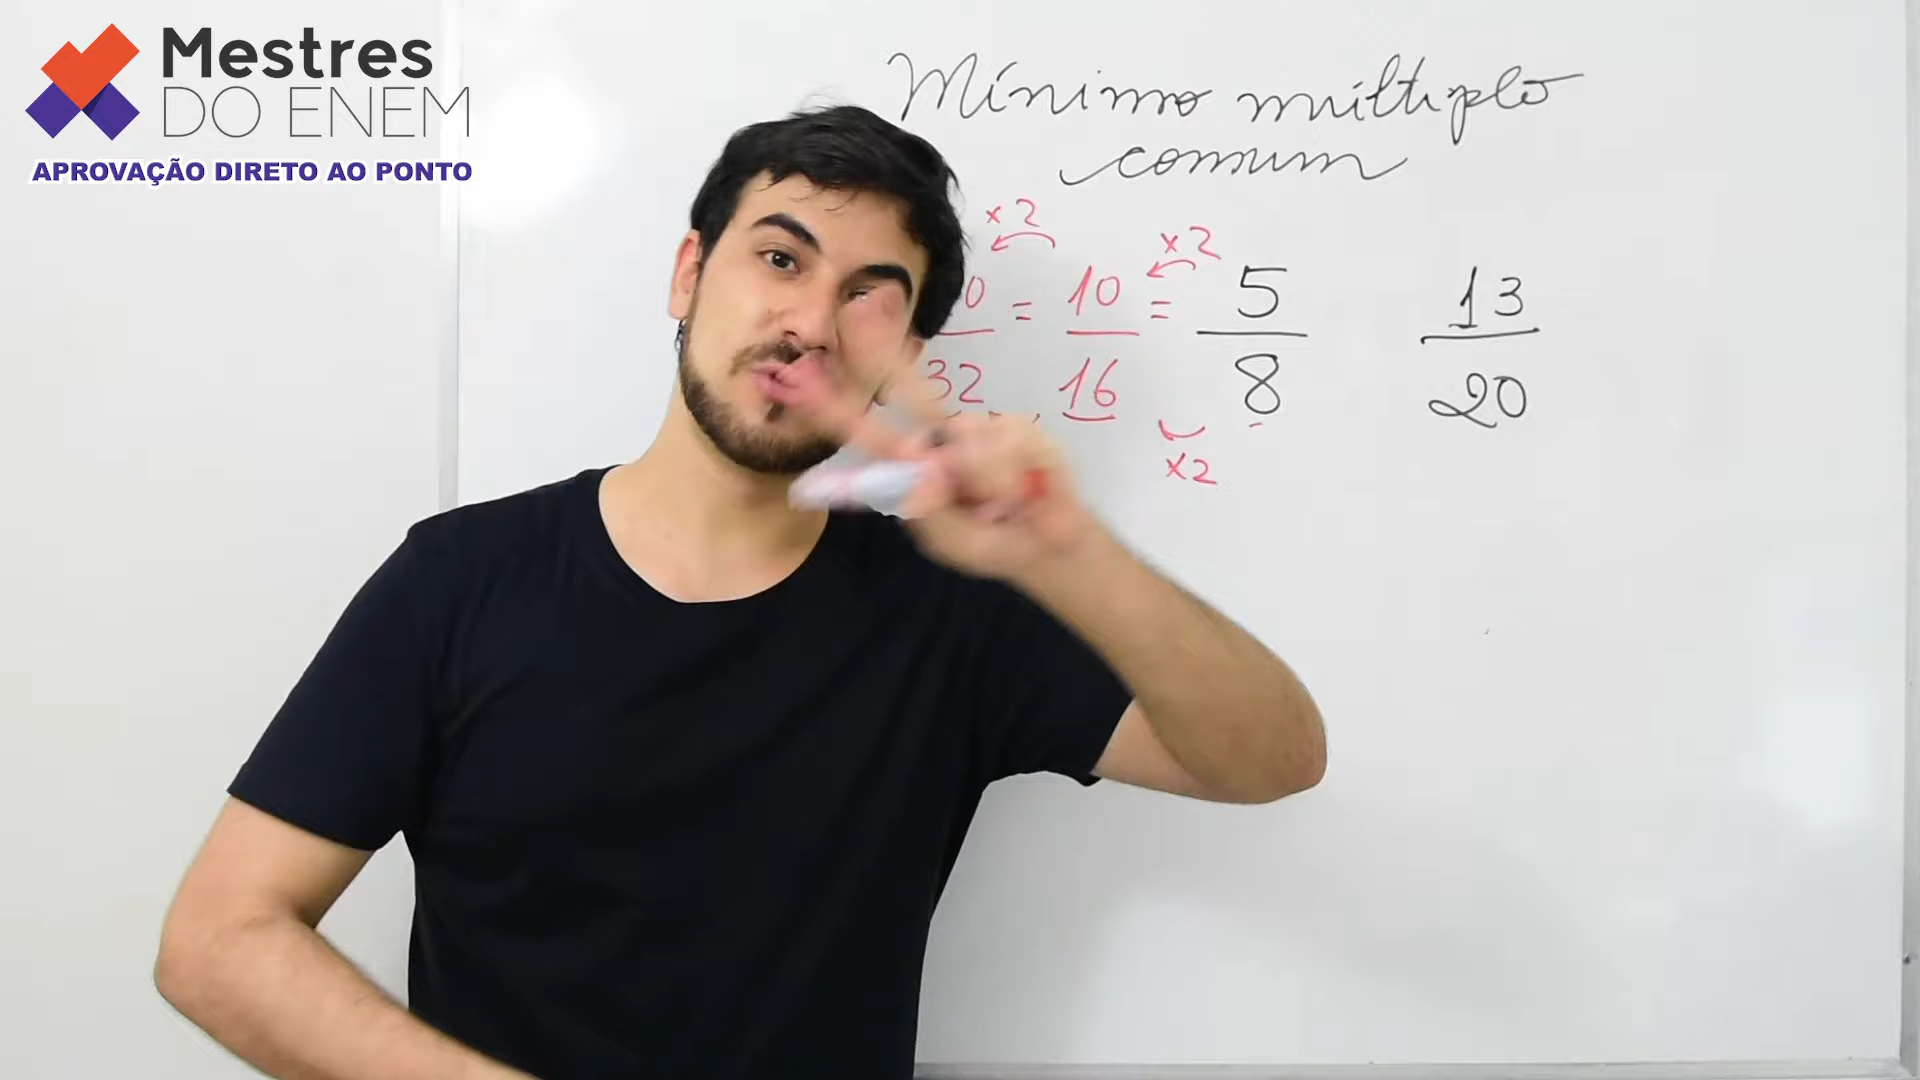 Mestres
DO ENEM
APROVAÇÃO DIRETO AO PONTO
Mínimo múltiplo
comum
x2
x2
0 = 10 = 5 13
32 16 8 20
x2